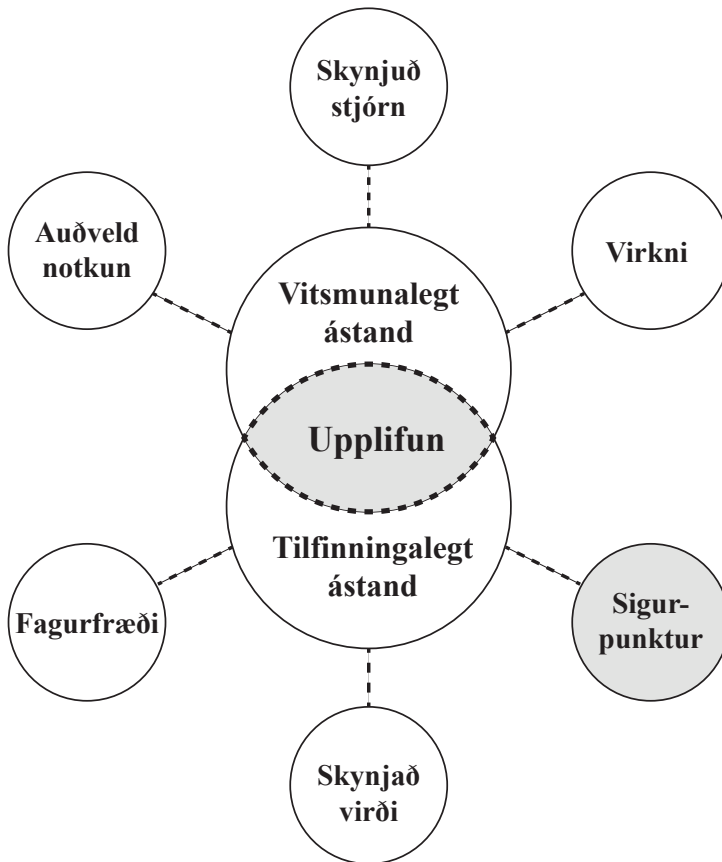 Skynjuð
stjórn
Auðveld
notkun
Virkni
Vitsmunalegt
ástand
Upplifun
Tilfinningalegt
ástand
Fagurfræði
Sigur-
punktur
Skynjað
virði